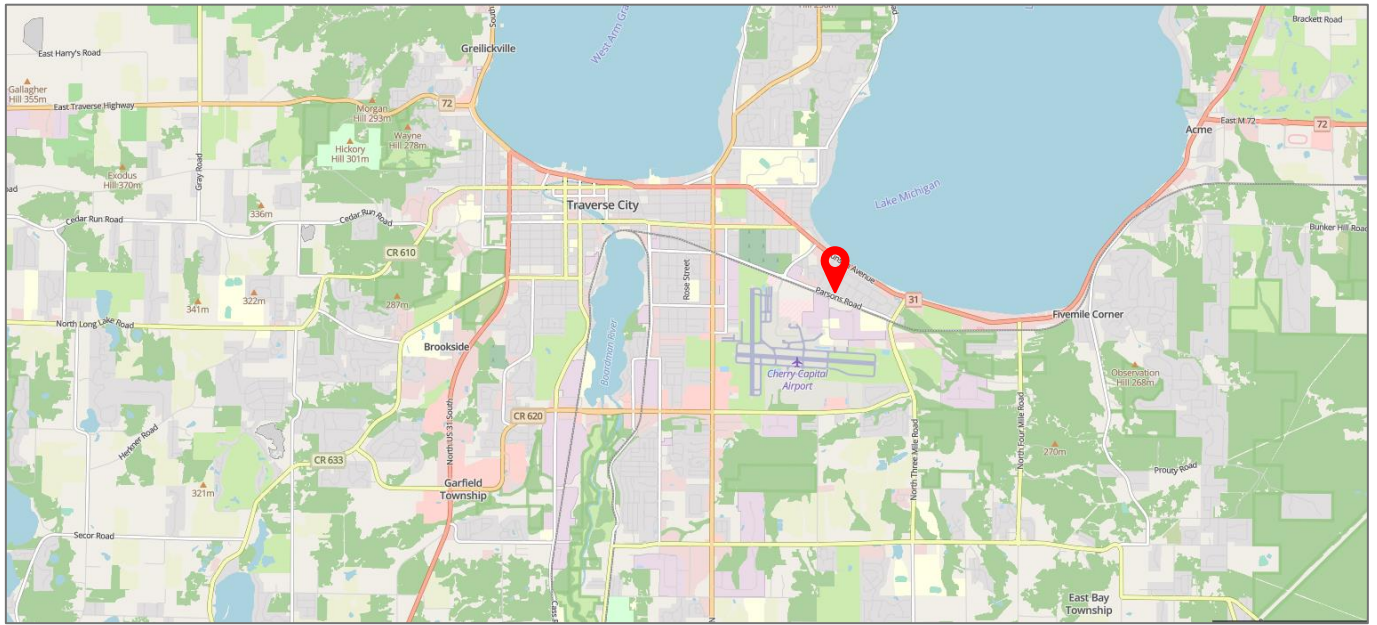 Brackett Road
East Harry's Road
Greilickville
South
West Arm Gra
Road
Gallagher
Hill 355m
East Traverse Highway
Morgan
Hill 293m
72
Wayne
Hill 278m
Hickory
Hill 301m
Acme
East M 72
72
Exodus
Hill 370m
Gray Road
ad
336m
Cedar Run Road
Cedar Run Road
Traverse City
Lake Michigan
Bunker Hill Road
CR 610
Avenue
Rose Street
Parsons Road
31
341m
322m
287m
North Long Lake Road
Fivemile Corner
Brookside
Boardman River
Cherry Capital
Airport
Observation
Hill 268m
CR 620
North US 31 South
Herkner Road
North Three Mile Road
North Four Mile Road
270m
CR 633
Prouty Road
321m
Garfield
Township
Secor Road
East Bay
Township
Cass
N